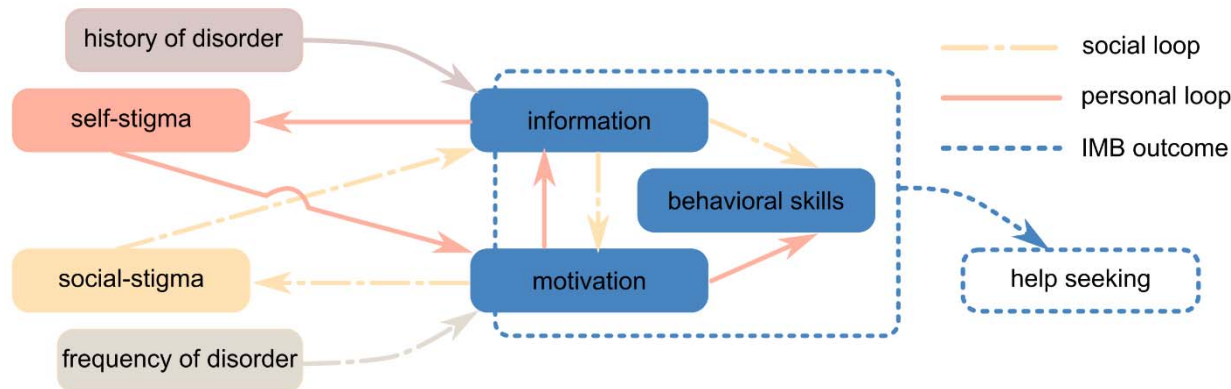 history of disorder
self-stigma
social-stigma
frequency of disorder
information
motivation
behavioral skills
social loop
personal loop
IMB outcome
help seeking